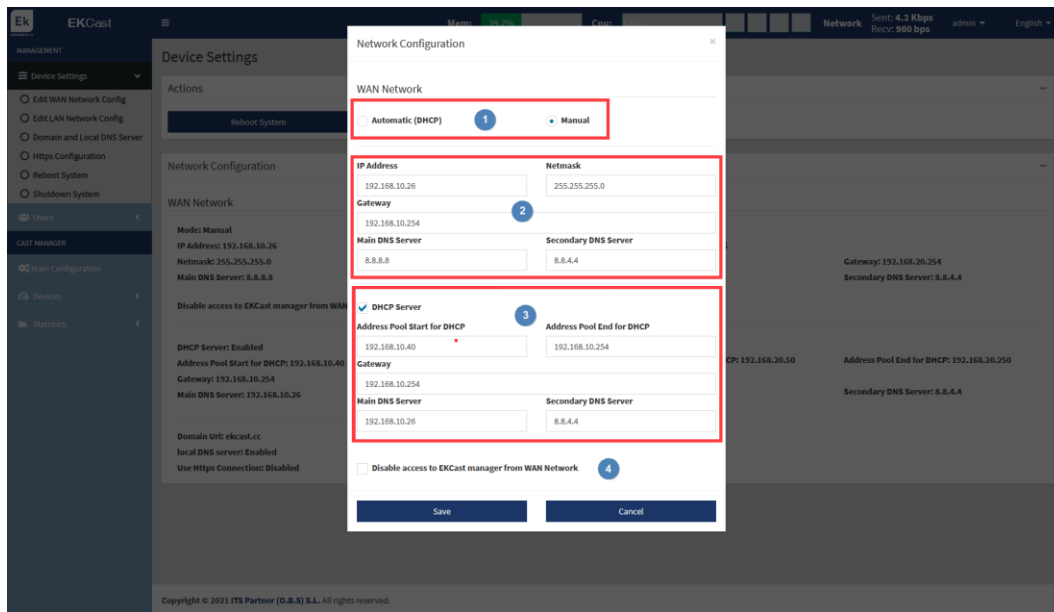 Ek
EKCast
Mem: 39.7%
Cpu:
Network
Sent: 4.2 Kbps
Recv: 960 bps
admin
English
MANAGEMENT
Device Settings
Edit WAN Network Config
Edit LAN Network Config
Domain and Local DNS Server
Https Configuration
Reboot System
Shutdown System
Users
CAST MANAGER
Main Configuration
Devices
Statistics
Device Settings
Actions
Reboot System
Network Configuration
WAN Network
Mode: Manual
IP Address: 192.168.10.26
Netmask: 255.255.255.0
Main DNS Server: 8.8.8.8
Disable access to EKCast manager from WAN
DHCP Server: Enabled
Address Pool Start for DHCP: 192.168.10.40
Gateway: 192.168.10.254
Main DNS Server: 192.168.10.26
Domain Url: ekcast.cc
local DNS server: Enabled
Use Https Connection: Disabled
Network Configuration
×
WAN Network
Automatic (DHCP)
1
Manual
IP Address
Netmask
192.168.10.26
255.255.255.0
Gateway
2
192.168.10.254
Main DNS Server
Secondary DNS Server
8.8.8.8
8.8.4.4
DHCP Server
3
Address Pool Start for DHCP
Address Pool End for DHCP
192.168.10.40
192.168.10.254
Gateway
192.168.10.254
Main DNS Server
Secondary DNS Server
192.168.10.26
8.8.4.4
Disable access to EKCast manager from WAN Network
4
Save
Cancel
Gateway: 192.168.20.254
Secondary DNS Server: 8.8.4.4
CP: 192.168.20.50
Address Pool End for DHCP: 192.168.20.250
Secondary DNS Server: 8.8.4.4
Copyright © 2021 ITS Partner (O.B.S) S.L. All rights reserved.